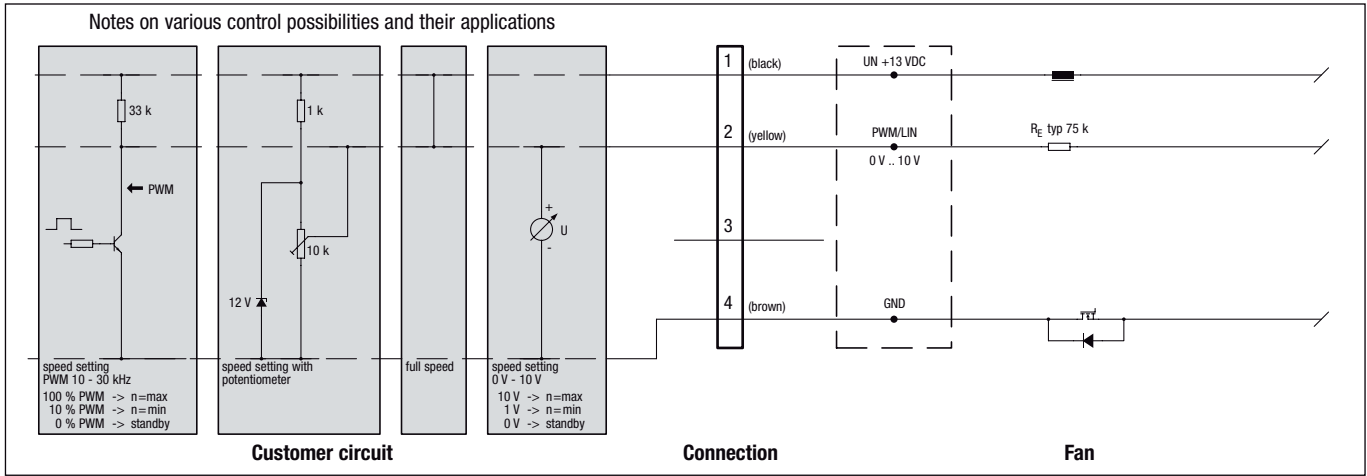 Notes on various control possibilities and their applications
33 k
PWM
speed setting
PWM 10 - 30 kHz
100 % PWM -> n=max
10 % PWM -> n=min
0 % PWM -> standby
1 k
10 k
12 V
speed setting with
potentiometer
full speed
+
U
-
speed setting
0 V - 10 V
10 V -> n=max
1 V -> n=min
0 V -> standby
Customer circuit
1 (black)
2 (yellow)
3
4 (brown)
Connection
UN +13 VDC
PWM/LIN
0 V .. 10 V
GND
RE typ 75 k
Fan